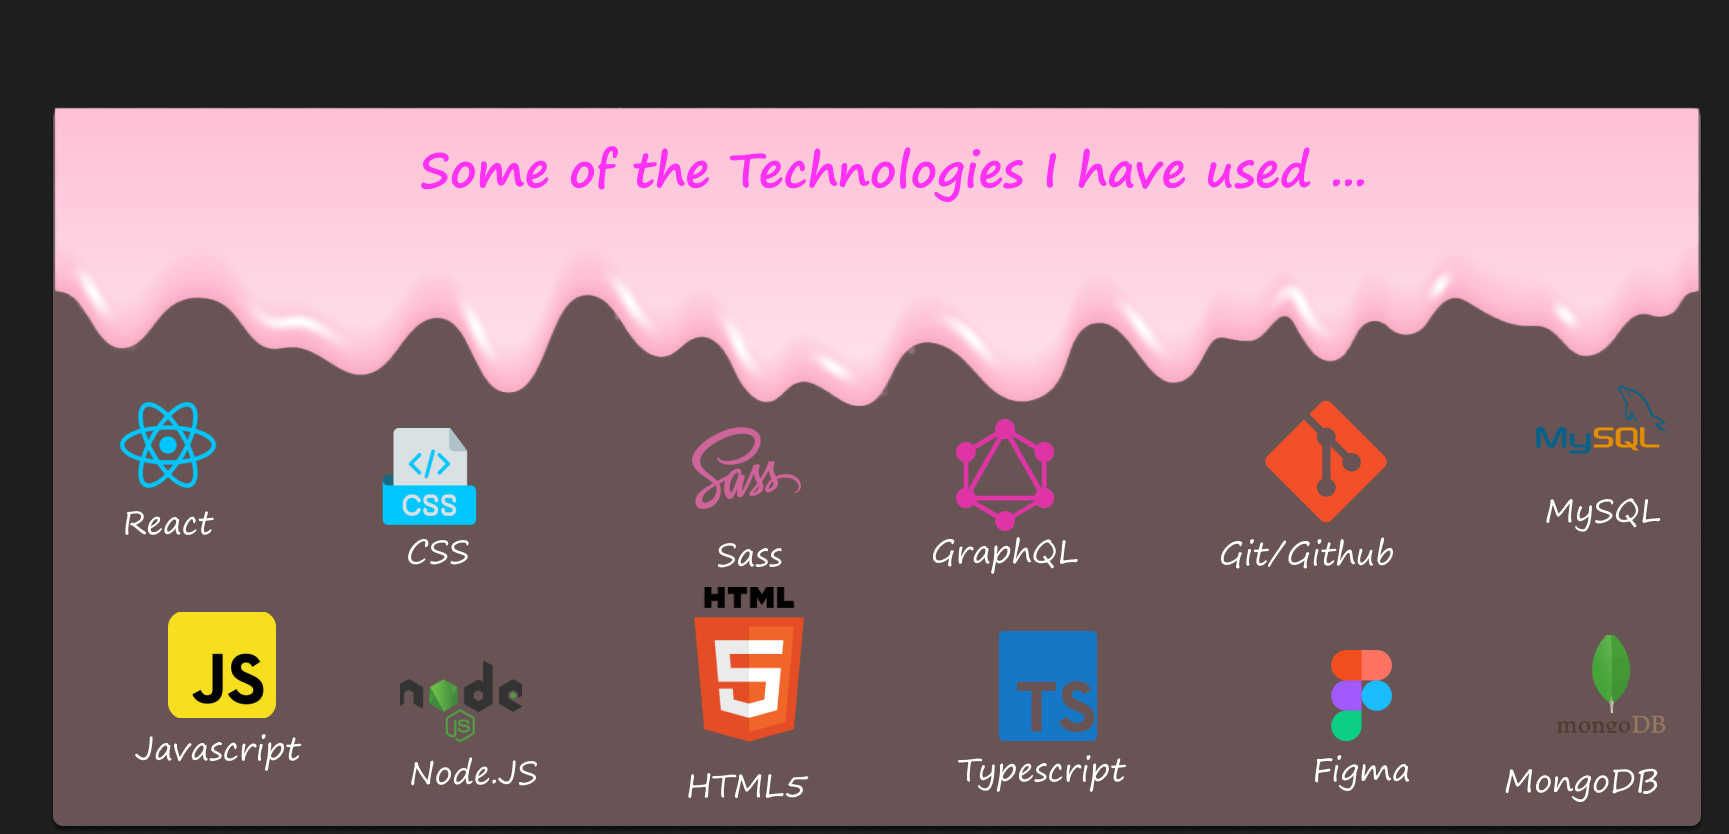 Some of the Technologies I have used ...
MySQL
</>
CSS
Sass
React
MySQL
CSS
Sass
GraphQL
Git/Github
HTML
5
JS
TS
node
JS
mongoDB
Javascript
Node.JS
HTML5
Typescript
Figma
MongoDB